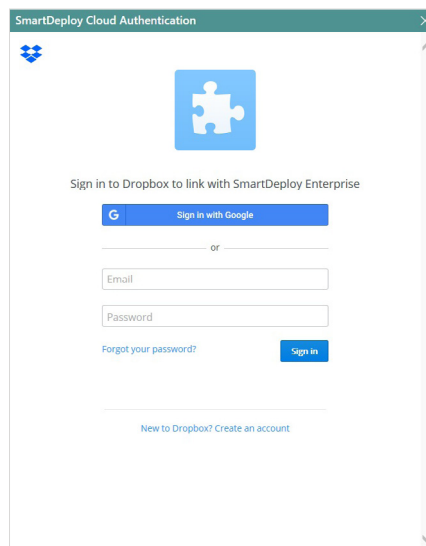 SmartDeploy Cloud Authentication
Sign in to Dropbox to link with SmartDeploy Enterprise
G Sign in with Google
or
Email
Password
Forgot your password? Sign in
New to Dropbox? Create an account